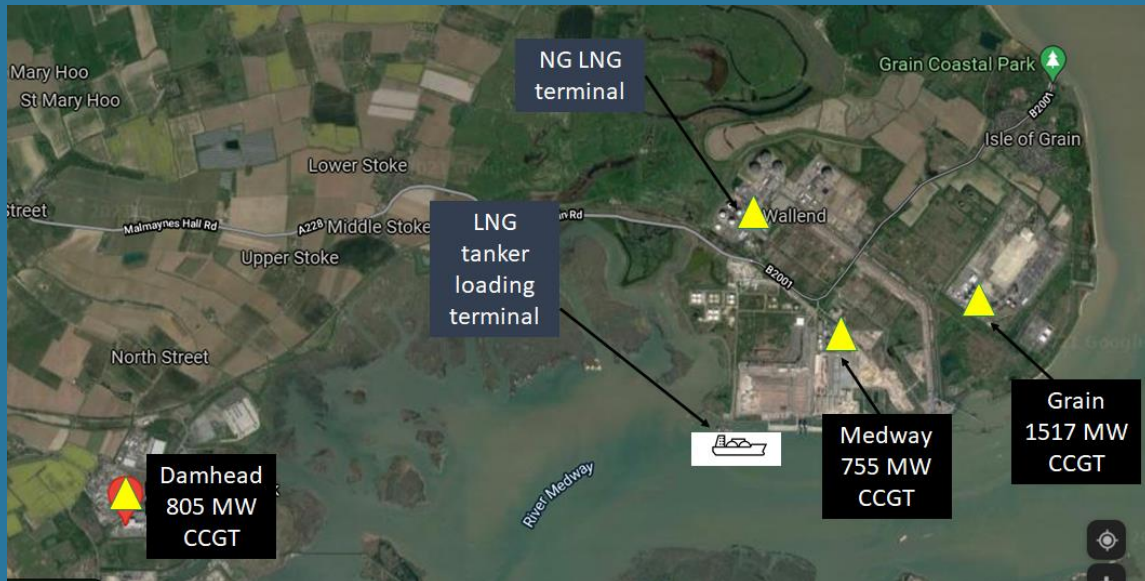 NG LNG
terminal
Grain Coastal Park
Mary Hoo
St Mary Hoo
B2001
Isle of Grain
Lower Stoke
LNG
tanker
loading
terminal
Wallend
Street
Malmaynes Hall Rd
A228
Middle Stoke
Rd
Upper Stoke
B2001
North Street
Grain
1517 MW
CCGT
Medway
755 MW
CCGT
Damhead
805 MW
CCGT
River Medway